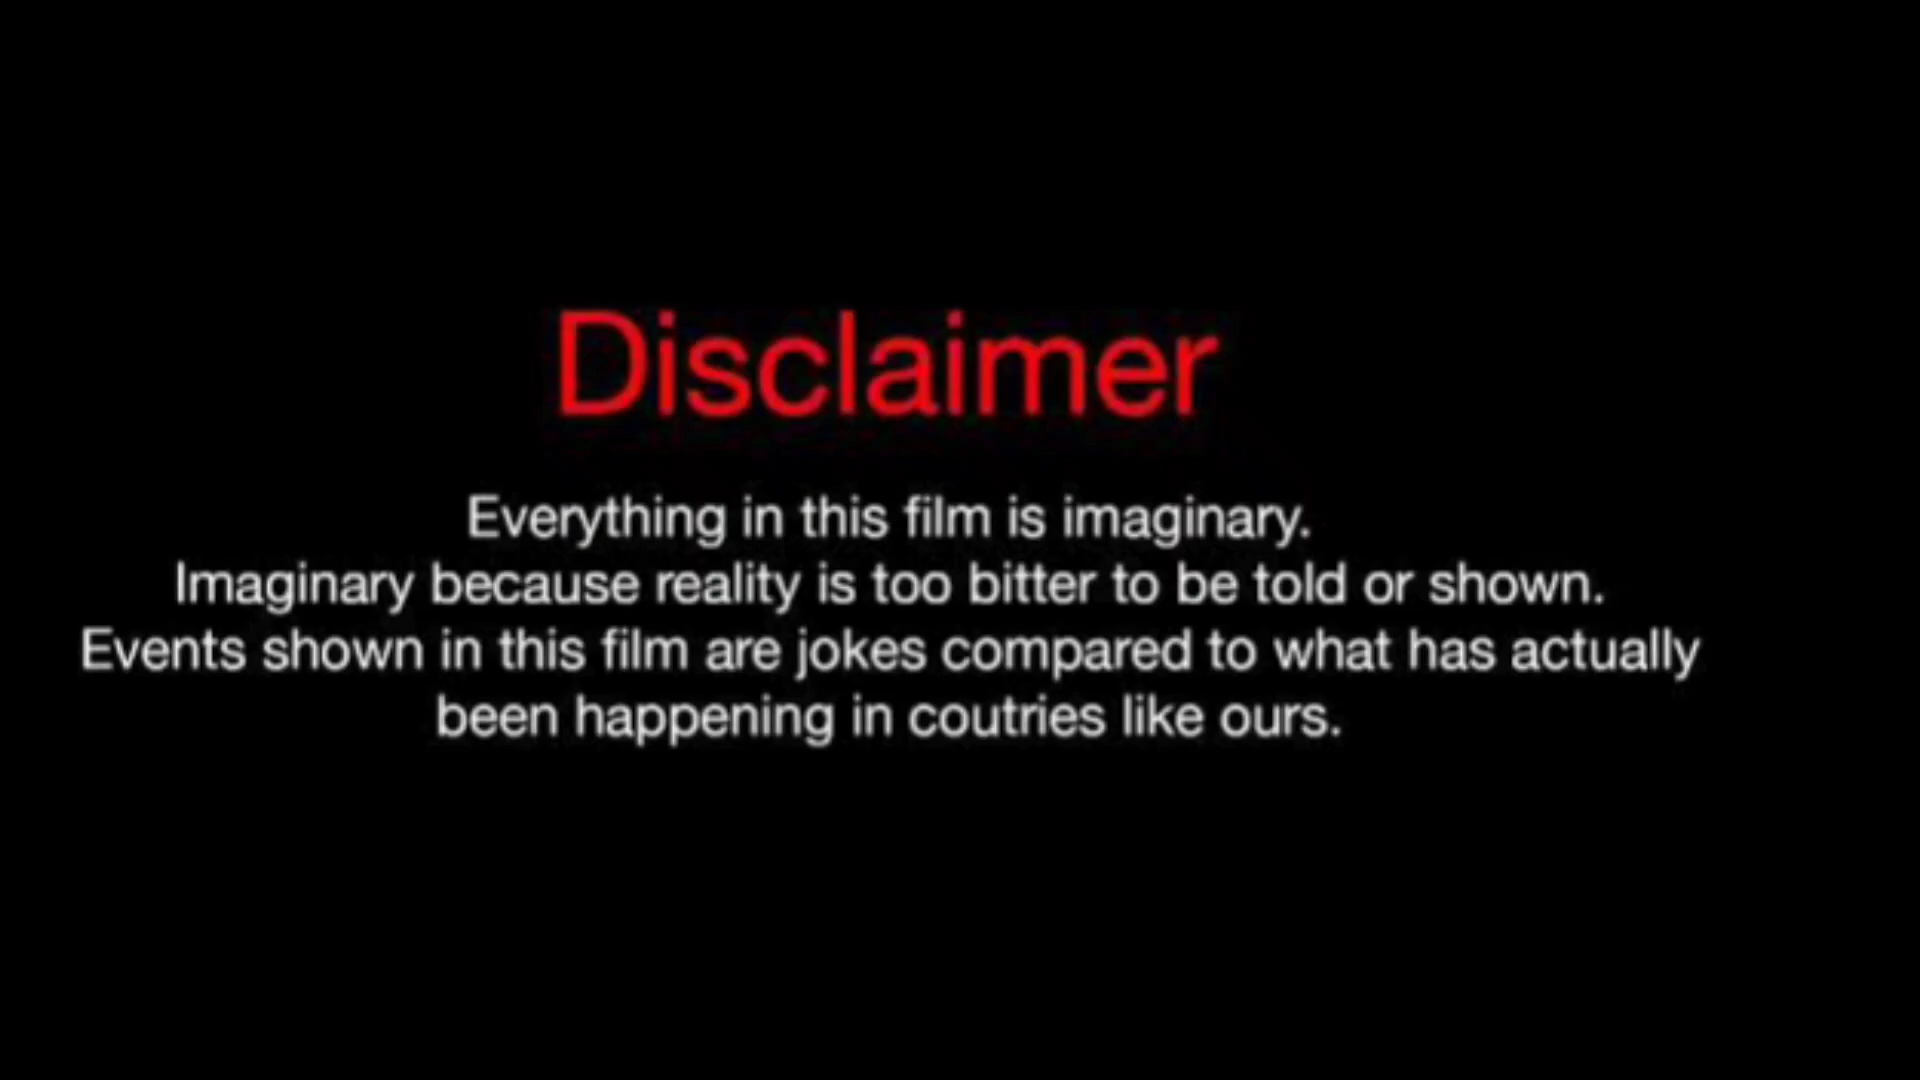 Disclaimer
Everything in this film is imaginary.
Imaginary because reality is too bitter to be told or shown.
Events shown in this film are jokes compared to what has actually
been happening in coutries like ours.